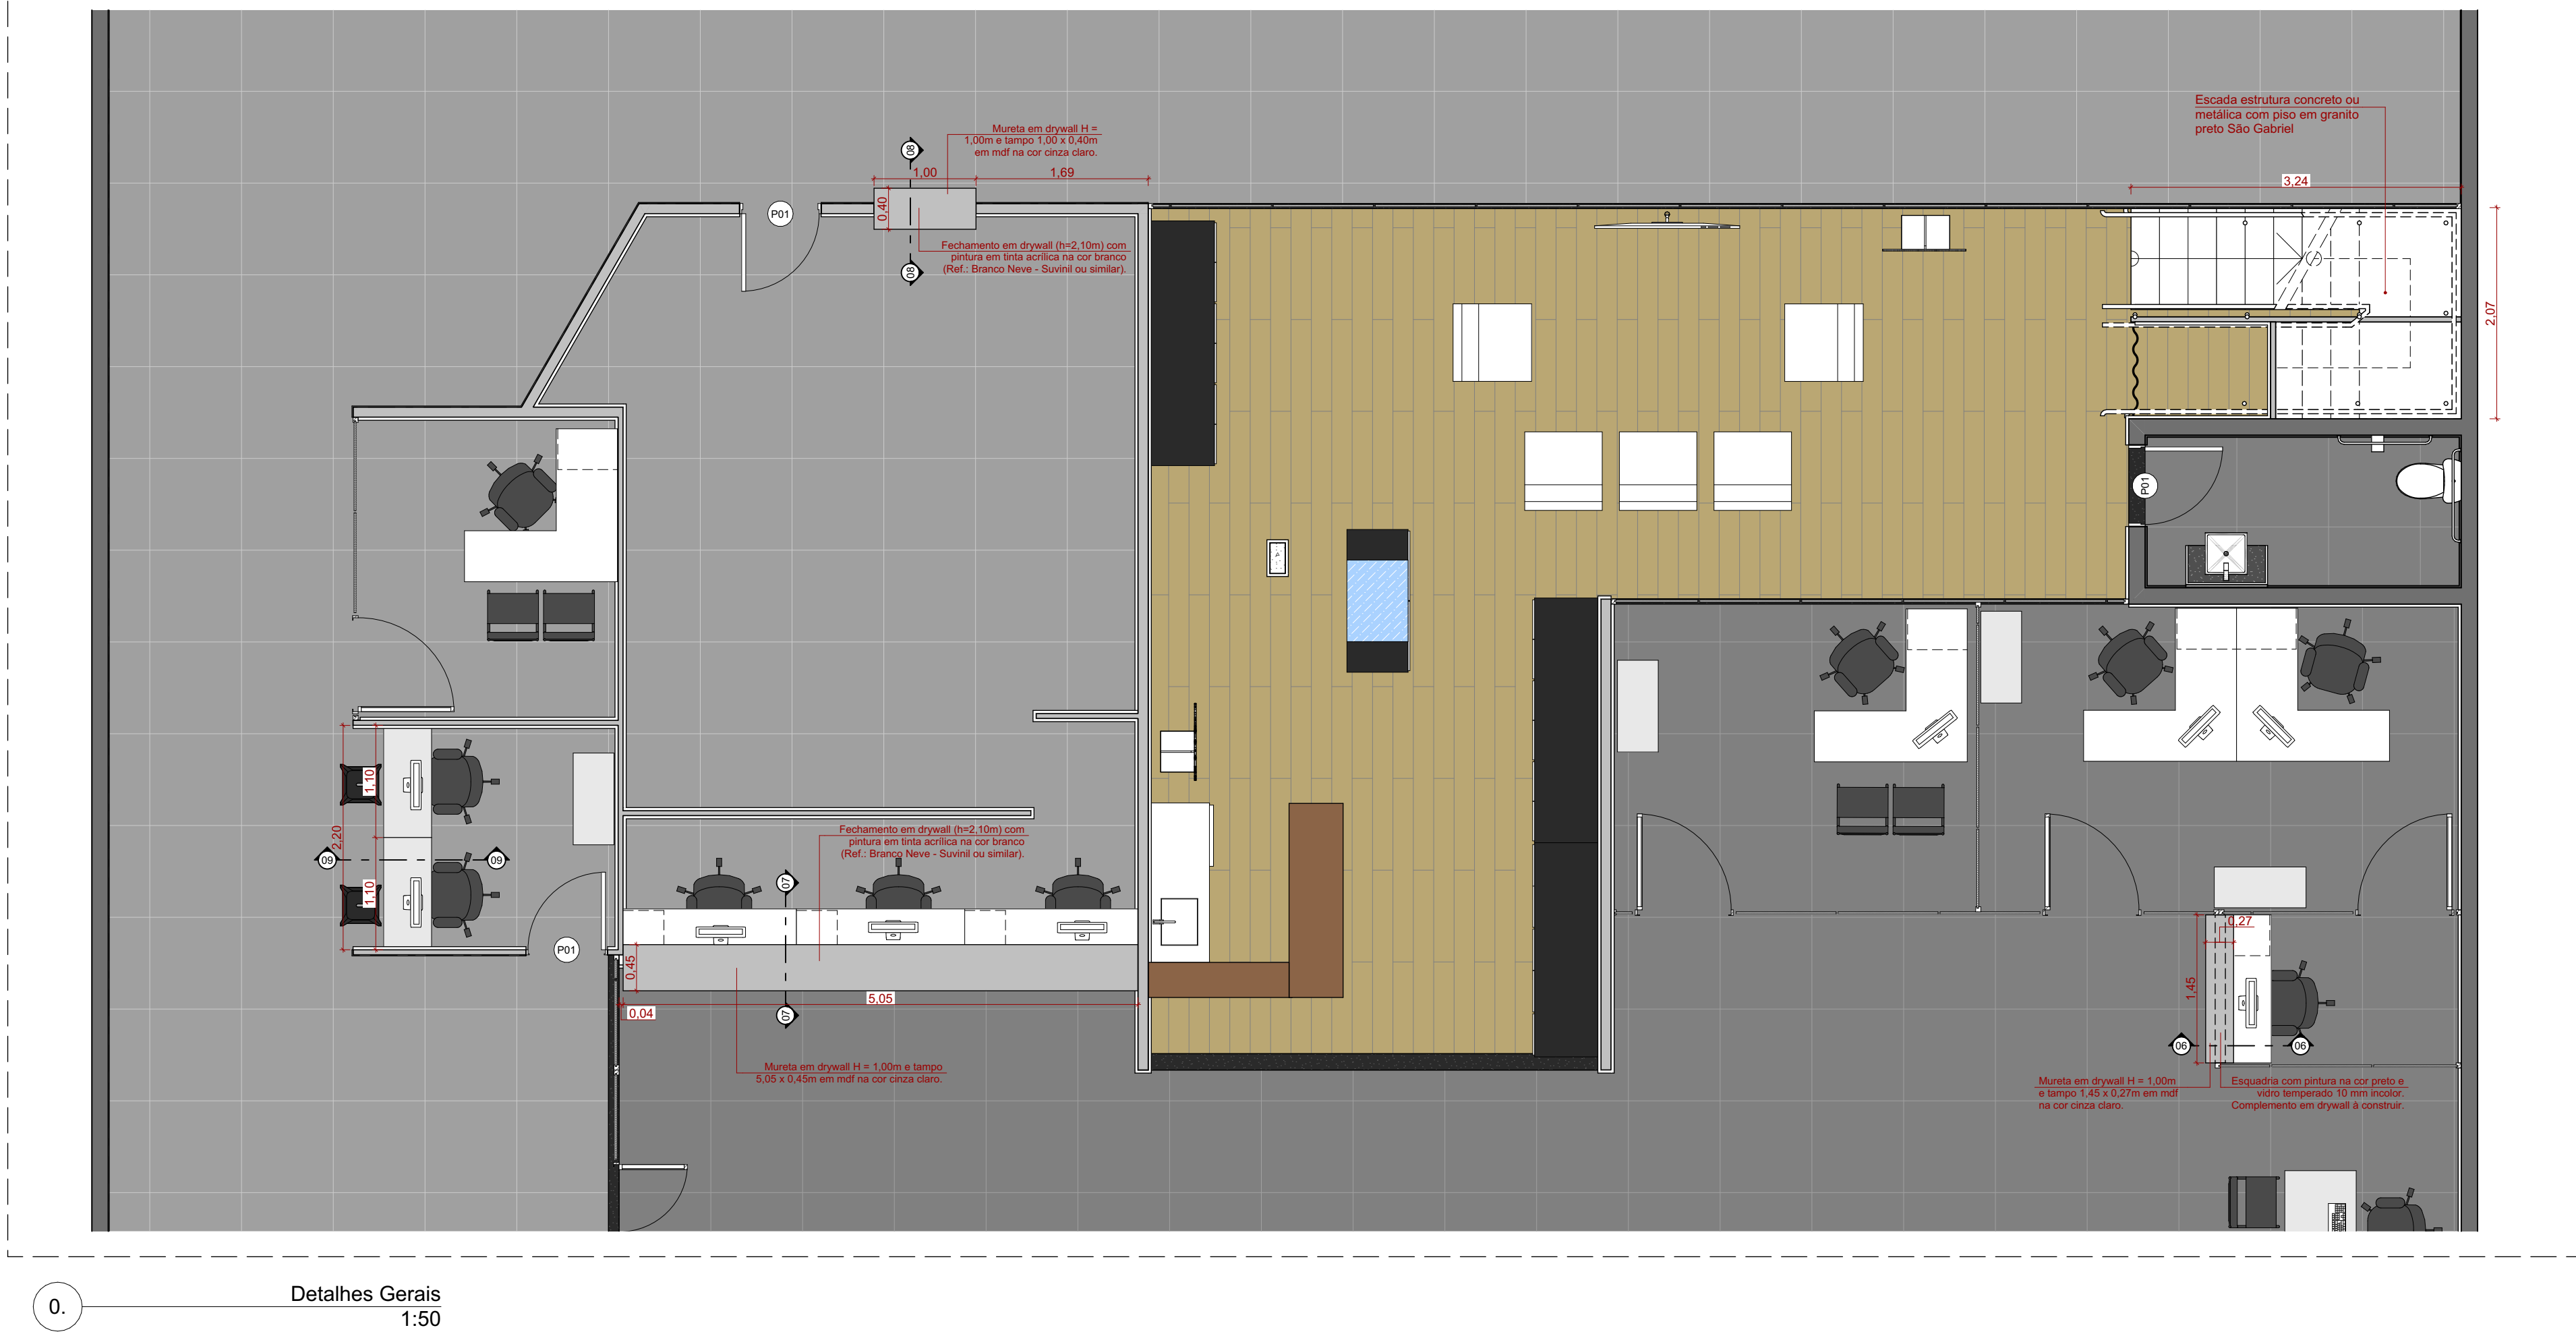 Escada estrutura concreto ou
metálica com piso em granito
preto São Gabriel
3,24
2,07
Mureta em drywall H =
1,00m e tampo 1,00 x 0,40m
em mdf na cor cinza claro.
08
1,00
1,69
0,40
P01
Fechamento em drywall (h=2,10m) com
pintura em tinta acrílica na cor branco
(Ref.: Branco Neve - Suvinil ou similar).
08
P01
1,10
2,20
1,10
09
09
P01
Fechamento em drywall (h=2,10m) com
pintura em tinta acrílica na cor branco
(Ref.: Branco Neve - Suvinil ou similar).
07
0,45
5,05
0,04
07
Mureta em drywall H = 1,00m e tampo
5,05 x 0,45m em mdf na cor cinza claro.
0,27
1,45
06
06
Mureta em drywall H = 1,00m
e tampo 1,45 x 0,27m em mdf
na cor cinza claro.
Esquadria com pintura na cor preto e
vidro temperado 10 mm incolor.
Complemento em drywall à construir.
0.
Detalhes Gerais
1:50